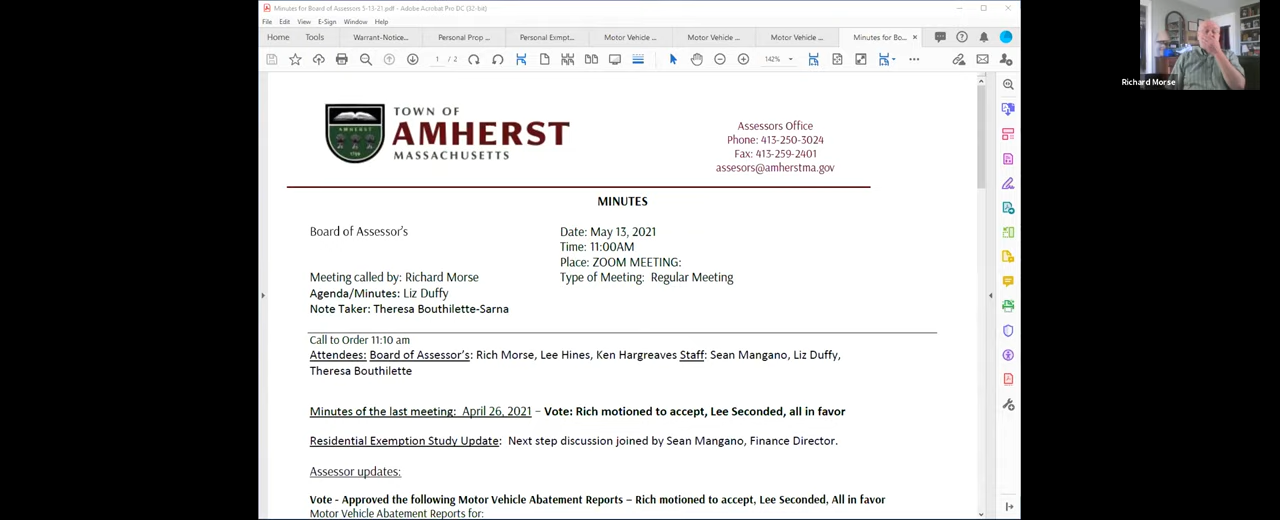 Minutes for Board of Assessors 5-13-21.pdf - Adobe Acrobat Pro DC (32-bit)
File Edit View E-Sign Window Help
Home Tools Warrant-Notice... Personal Prop ... Personal Exempt... Motor Vehicle ... Motor Vehicle ... Motor Vehicle ... Minutes for Bo... ×
1 / 2 142%
TOWN OF
AMHERST
MASSACHUSETTS
Assessors Office
Phone: 413-250-3024
Fax: 413-259-2401
assesors@amherstma.gov
MINUTES
Board of Assessor's
Date: May 13, 2021
Time: 11:00AM
Place: ZOOM MEETING:
Meeting called by: Richard Morse
Type of Meeting: Regular Meeting
Agenda/Minutes: Liz Duffy
Note Taker: Theresa Bouthilette-Sarna
Call to Order 11:10 am
Attendees: Board of Assessor's: Rich Morse, Lee Hines, Ken Hargreaves Staff: Sean Mangano, Liz Duffy,
Theresa Bouthilette
Minutes of the last meeting: April 26, 2021 – Vote: Rich motioned to accept, Lee Seconded, all in favor
Residential Exemption Study Update: Next step discussion joined by Sean Mangano, Finance Director.
Assessor updates:
Vote - Approved the following Motor Vehicle Abatement Reports – Rich motioned to accept, Lee Seconded, All in favor
Motor Vehicle Abatement Reports for:
Richard Morse